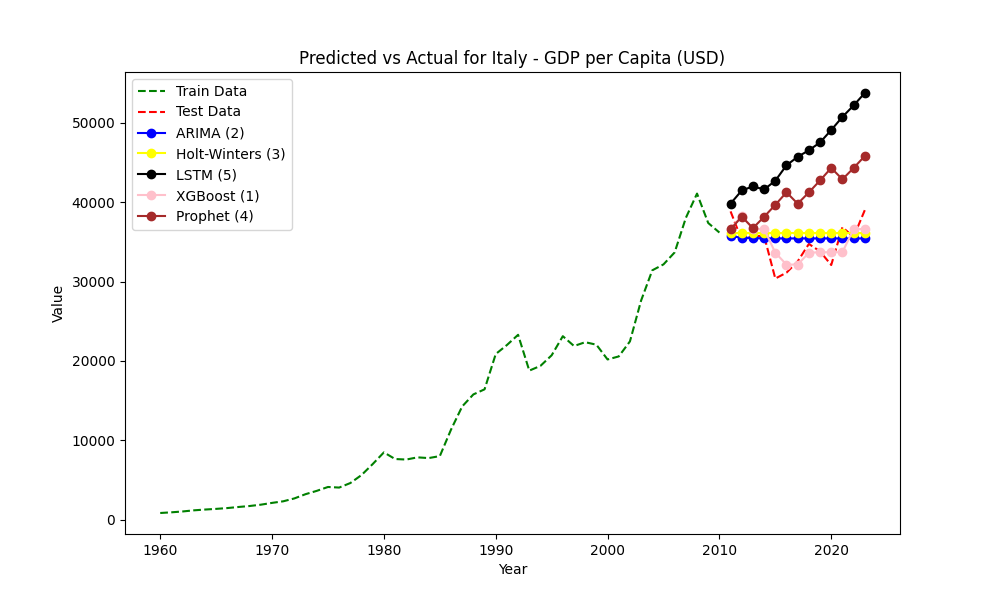 Predicted vs Actual for Italy - GDP per Capita (USD)
Train Data
Test Data
ARIMA (2)
Holt-Winters (3)
LSTM (5)
XGBoost (1)
Prophet (4)
50000
40000
30000
20000
10000
0
Value
1960 1970 1980 1990 2000 2010 2020
Year